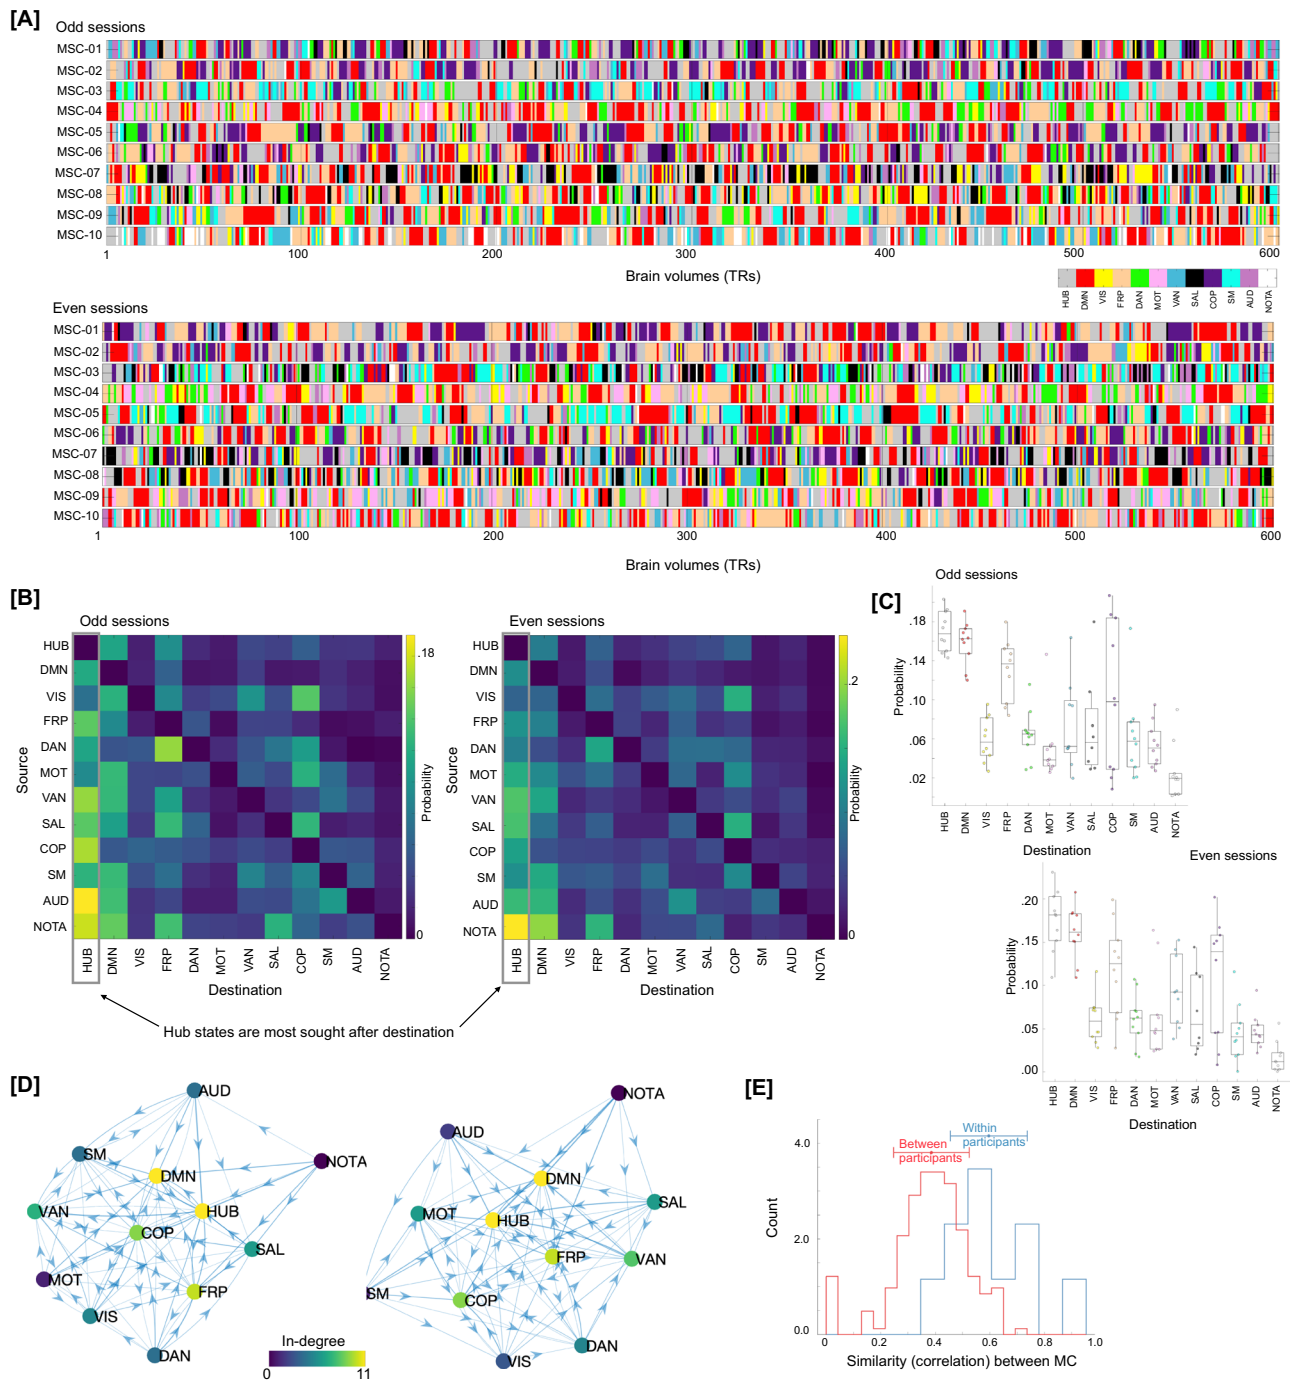 [A]
Odd sessions
MSC-01
MSC-02
MSC-03
MSC-04
MSC-05
MSC-06
MSC-07
MSC-08
MSC-09
MSC-10
1 100 200 300 400 500 600
Brain volumes (TRs)
HUB DMN VIS FRP DAN MOT VAN SAL COP SM AUD NOTA
Even sessions
MSC-01
MSC-02
MSC-03
MSC-04
MSC-05
MSC-06
MSC-07
MSC-08
MSC-09
MSC-10
1 100 200 300 400 500 600
Brain volumes (TRs)
[B]
Odd sessions
Source
HUB
DMN
VIS
FRP
DAN
MOT
VAN
SAL
COP
SM
AUD
NOTA
HUB DMN VIS FRP DAN MOT VAN SAL COP SM AUD NOTA
Destination
.18
Probability
0
Even sessions
Source
HUB
DMN
VIS
FRP
DAN
MOT
VAN
SAL
COP
SM
AUD
NOTA
HUB DMN VIS FRP DAN MOT VAN SAL COP SM AUD NOTA
Destination
.2
Probability
0
Hub states are most sought after destination
[C]
Odd sessions
Probability
.18
.14
.10
.06
.02
HUB DMN VIS FRP DAN MOT VAN SAL COP SM AUD NOTA
Destination
Even sessions
Probability
.20
.15
.10
.05
.00
HUB DMN VIS FRP DAN MOT VAN SAL COP SM AUD NOTA
Destination
[D]
AUD
SM
NOTA
DMN
VAN
HUB
COP
SAL
MOT
FRP
VIS
DAN
In-degree
0 11
NOTA
AUD
DMN
SAL
MOT
HUB
FRP
VAN
SM
COP
DAN
VIS
[E]
Between
participants
Within
participants
Count
4.0
2.0
0.0
0 0.2 0.4 0.6 0.8 1.0
Similarity (correlation) between MC